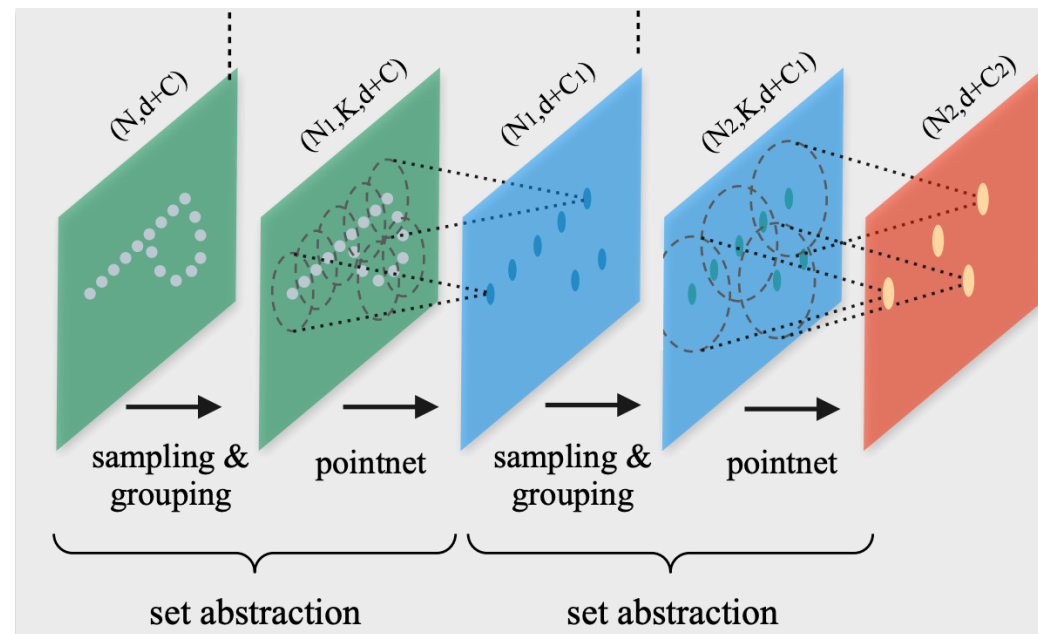 (N,d+C)
(N1,K,d+C)
(N1,d+C1)
(N2,K,d+C1)
(N2,d+C2)
sampling &
grouping
pointnet
sampling &
grouping
pointnet
set abstraction
set abstraction